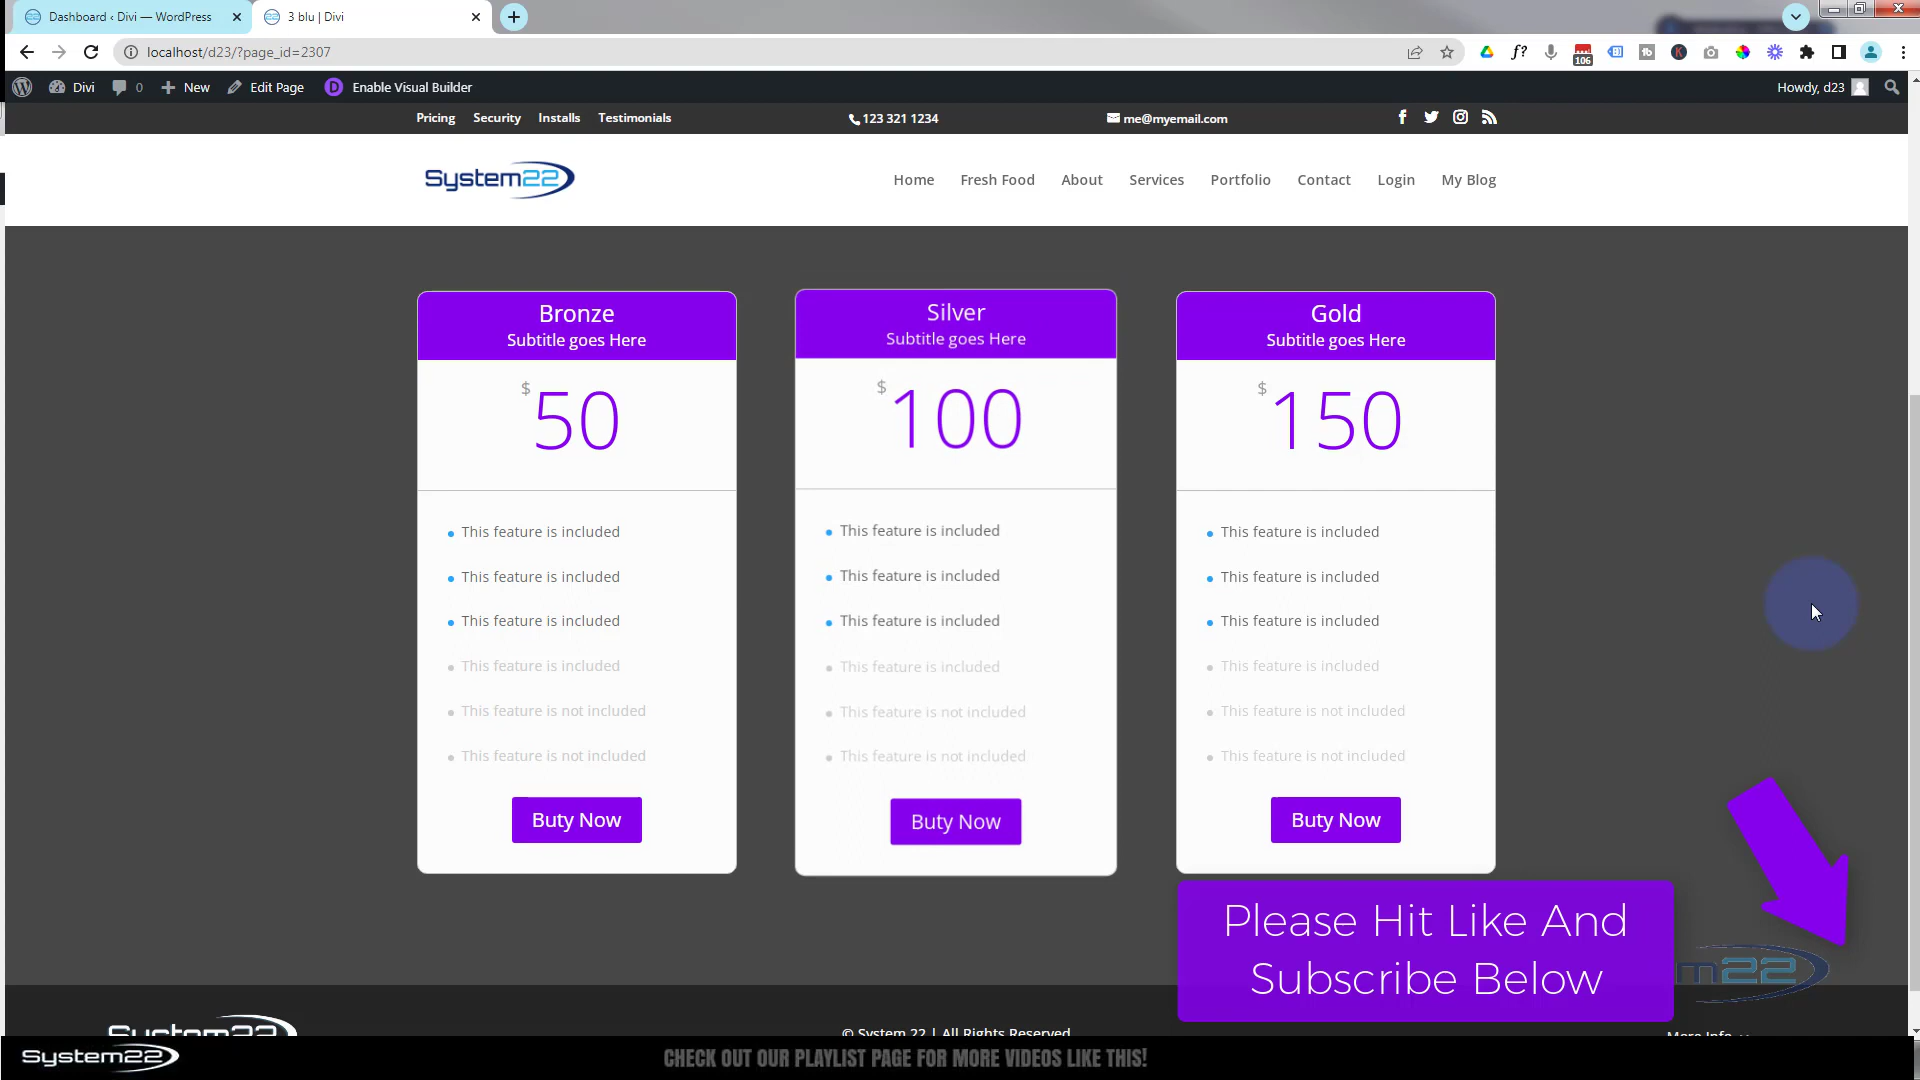 Dashboard ‹ Divi — WordPress
3 blu | Divi
localhost/d23/?page_id=2307
f?
106
Divi
0
New
Edit Page
D
Enable Visual Builder
Howdy, d23
Pricing
Security
Installs
Testimonials
123 321 1234
me@myemail.com
System22
Home
Fresh Food
About
Services
Portfolio
Contact
Login
My Blog
Bronze
Subtitle goes Here
$
50
This feature is included
This feature is included
This feature is included
This feature is included
This feature is not included
This feature is not included
Buty Now
Silver
Subtitle goes Here
$
100
This feature is included
This feature is included
This feature is included
This feature is included
This feature is not included
This feature is not included
Buty Now
Gold
Subtitle goes Here
$
150
This feature is included
This feature is included
This feature is included
This feature is included
This feature is not included
This feature is not included
Buty Now
Please Hit Like And
Subscribe Below
m22
System22
© System 22 | All Rights Reserved
More Info
System22
CHECK OUT OUR PLAYLIST PAGE FOR MORE VIDEOS LIKE THIS!